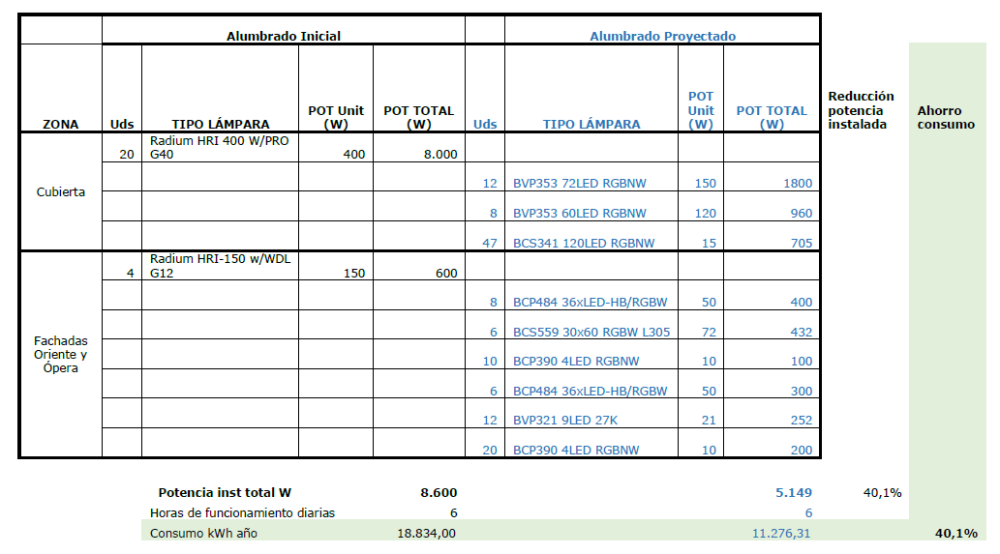 Alumbrado Inicial Alumbrado Proyectado
ZONA Uds TIPO LÁMPARA POT Unit (W) POT TOTAL (W) Uds TIPO LÁMPARA POT Unit (W) POT TOTAL (W) Reducción potencia instalada Ahorro consumo
Cubierta
20 Radium HRI 400 W/PRO G40 400 8.000
12 BVP353 72LED RGBNW 150 1800
8 BVP353 60LED RGBNW 120 960
47 BCS341 120LED RGBNW 15 705
Fachadas Oriente y Ópera
4 Radium HRI-150 w/WDL G12 150 600
8 BCP484 36xLED-HB/RGBW 50 400
6 BCS559 30x60 RGBW L305 72 432
10 BCP390 4LED RGBNW 10 100
6 BCP484 36xLED-HB/RGBW 50 300
12 BVP321 9LED 27K 21 252
20 BCP390 4LED RGBNW 10 200
Potencia inst total W 8.600 5.149 40,1%
Horas de funcionamiento diarias 6 6
Consumo kWh año 18.834,00 11.276,31 40,1%